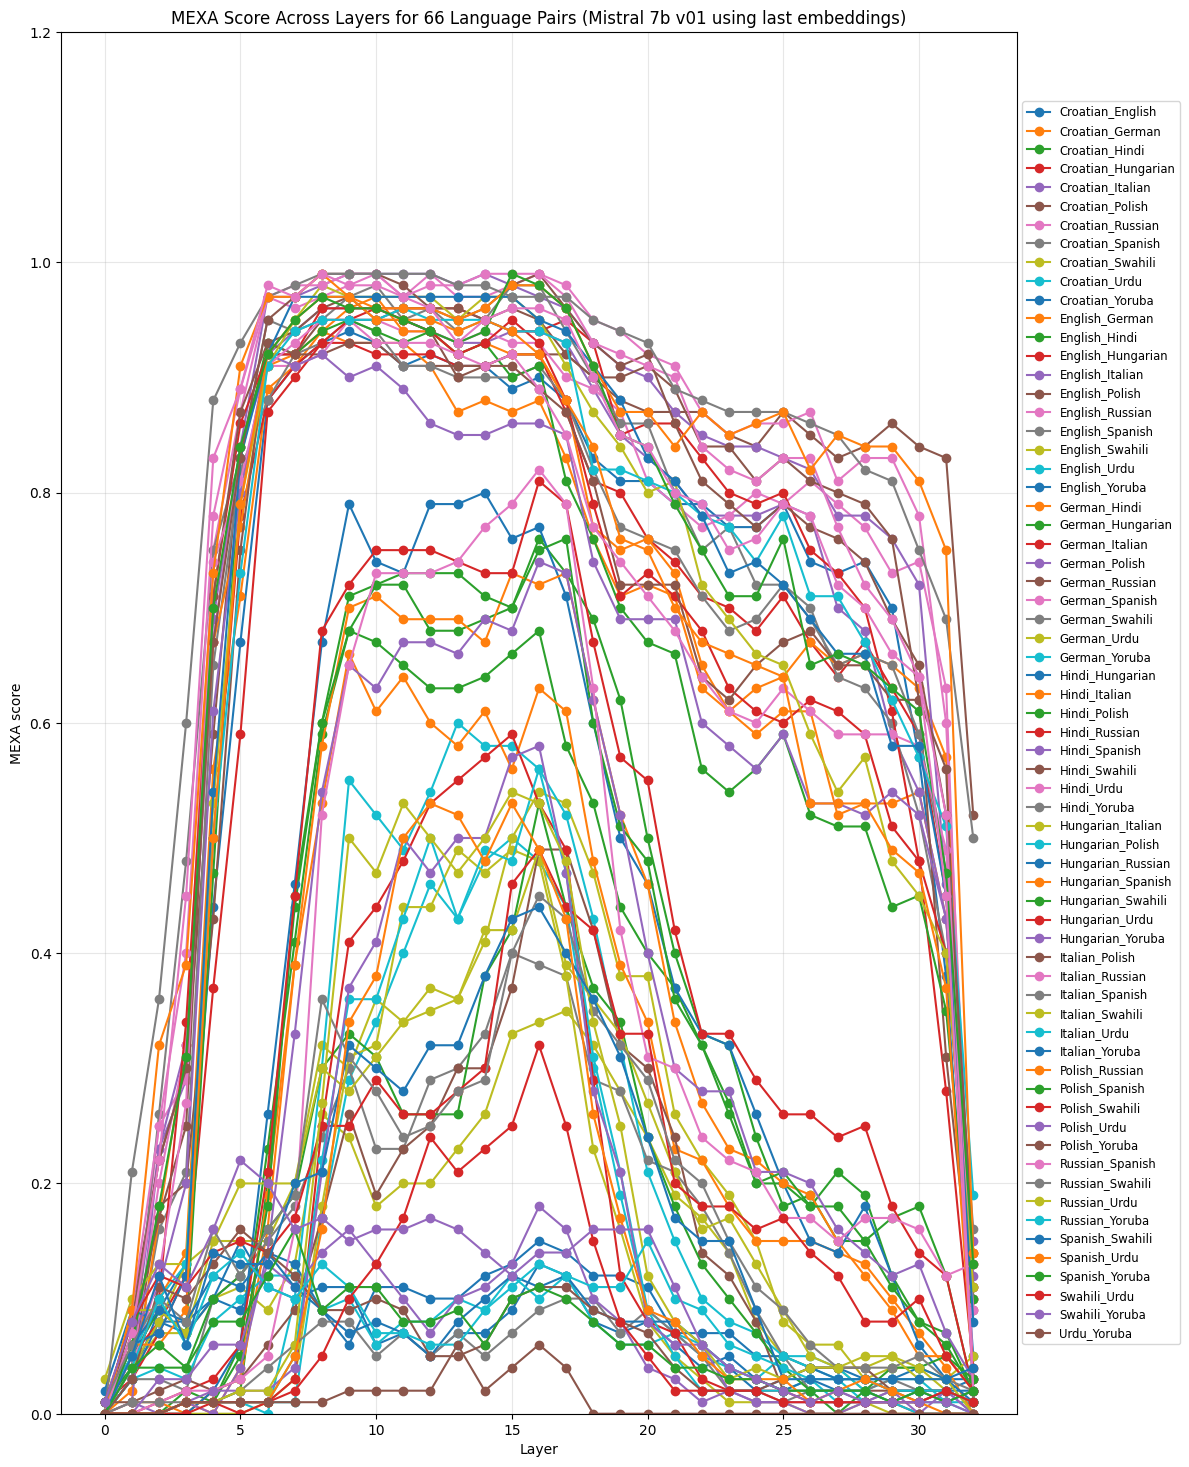 MEXA Score Across Layers for 66 Language Pairs (Mistral 7b v01 using last embeddings)
1.2
1.0
0.8
0.6
0.4
0.2
0.0
MEXA score
0
5
10
15
20
25
30
Layer
Croatian_English
Croatian_German
Croatian_Hindi
Croatian_Hungarian
Croatian_Italian
Croatian_Polish
Croatian_Russian
Croatian_Spanish
Croatian_Swahili
Croatian_Urdu
Croatian_Yoruba
English_German
English_Hindi
English_Hungarian
English_Italian
English_Polish
English_Russian
English_Spanish
English_Swahili
English_Urdu
English_Yoruba
German_Hindi
German_Hungarian
German_Italian
German_Polish
German_Russian
German_Spanish
German_Swahili
German_Urdu
German_Yoruba
Hindi_Hungarian
Hindi_Italian
Hindi_Polish
Hindi_Russian
Hindi_Spanish
Hindi_Swahili
Hindi_Urdu
Hindi_Yoruba
Hungarian_Italian
Hungarian_Polish
Hungarian_Russian
Hungarian_Spanish
Hungarian_Swahili
Hungarian_Urdu
Hungarian_Yoruba
Italian_Polish
Italian_Russian
Italian_Spanish
Italian_Swahili
Italian_Urdu
Italian_Yoruba
Polish_Russian
Polish_Spanish
Polish_Swahili
Polish_Urdu
Polish_Yoruba
Russian_Spanish
Russian_Swahili
Russian_Urdu
Russian_Yoruba
Spanish_Swahili
Spanish_Urdu
Spanish_Yoruba
Swahili_Urdu
Swahili_Yoruba
Urdu_Yoruba